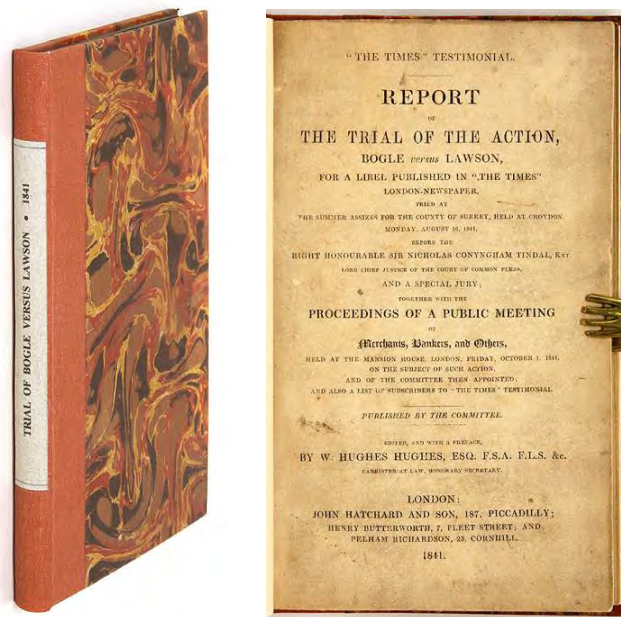 TRIAL OF BOGLE VERSUS LAWSON • 1841
"THE TIMES" TESTIMONIAL.
REPORT
OF
THE TRIAL OF THE ACTION,
BOGLE versus LAWSON,
FOR A LIBEL PUBLISHED IN "THE TIMES"
LONDON-NEWSPAPER,
TRIED AT
THE SUMMER ASSIZES FOR THE COUNTY OF SURREY, HELD AT CROYDON,
MONDAY, AUGUST 16, 1841,
BEFORE THE
RIGHT HONOURABLE SIR NICHOLAS CONYNGHAM TINDAL, KNT.
LORD CHIEF JUSTICE OF THE COURT OF COMMON PLEAS,
AND A SPECIAL JURY;
TOGETHER WITH THE
PROCEEDINGS OF A PUBLIC MEETING
OF
Merchants, Bankers, and Others,
HELD AT THE MANSION HOUSE, LONDON, FRIDAY, OCTOBER 1, 1841,
ON THE SUBJECT OF SUCH ACTION,
AND OF THE COMMITTEE THEN APPOINTED;
AND ALSO A LIST OF SUBSCRIBERS TO "THE TIMES" TESTIMONIAL.
PUBLISHED BY THE COMMITTEE.
EDITED, AND WITH A PREFACE,
BY W. HUGHES HUGHES, ESQ. F.S.A. F.L.S. &c.
BARRISTER AT LAW, HONORARY SECRETARY.
LONDON:
JOHN HATCHARD AND SON, 187, PICCADILLY;
HENRY BUTTERWORTH, 7, FLEET STREET; AND
PELHAM RICHARDSON, 23, CORNHILL.
1841.